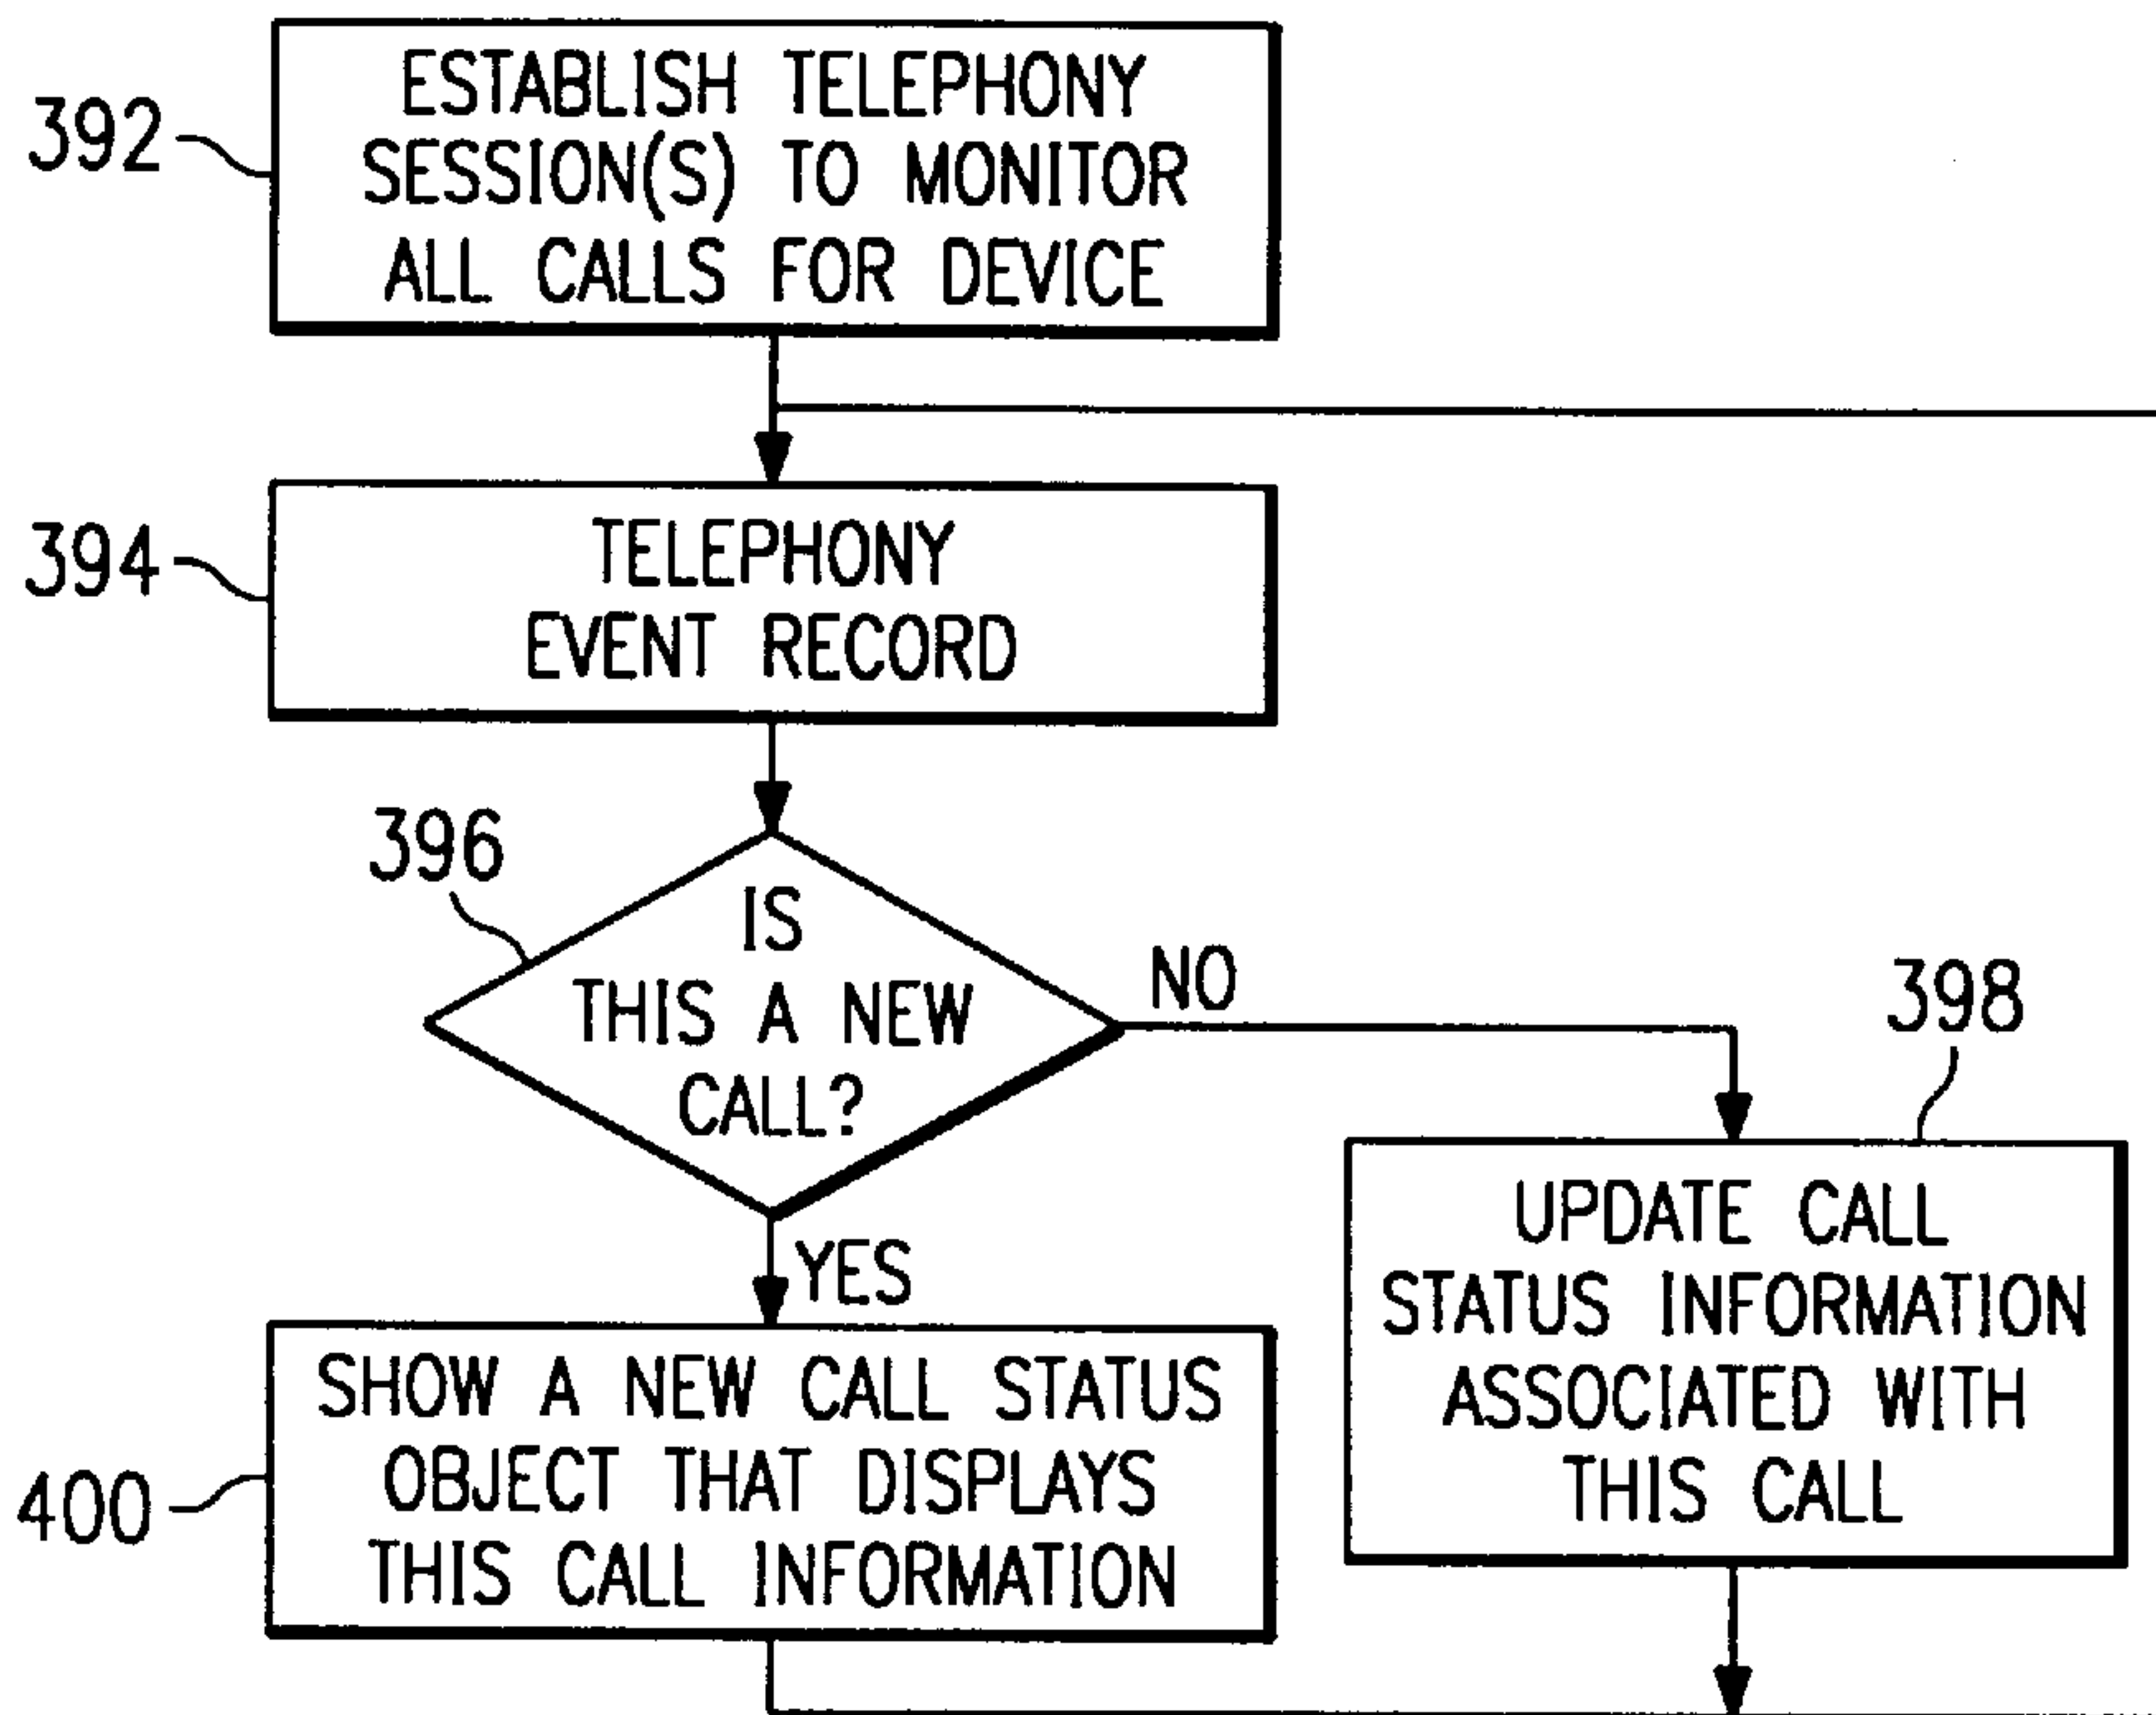 392
ESTABLISH TELEPHONY
SESSION(S) TO MONITOR
ALL CALLS FOR DEVICE
394
TELEPHONY
EVENT RECORD
396
IS
THIS A NEW
CALL?
NO
398
UPDATE CALL
STATUS INFORMATION
ASSOCIATED WITH
THIS CALL
YES
400
SHOW A NEW CALL STATUS
OBJECT THAT DISPLAYS
THIS CALL INFORMATION